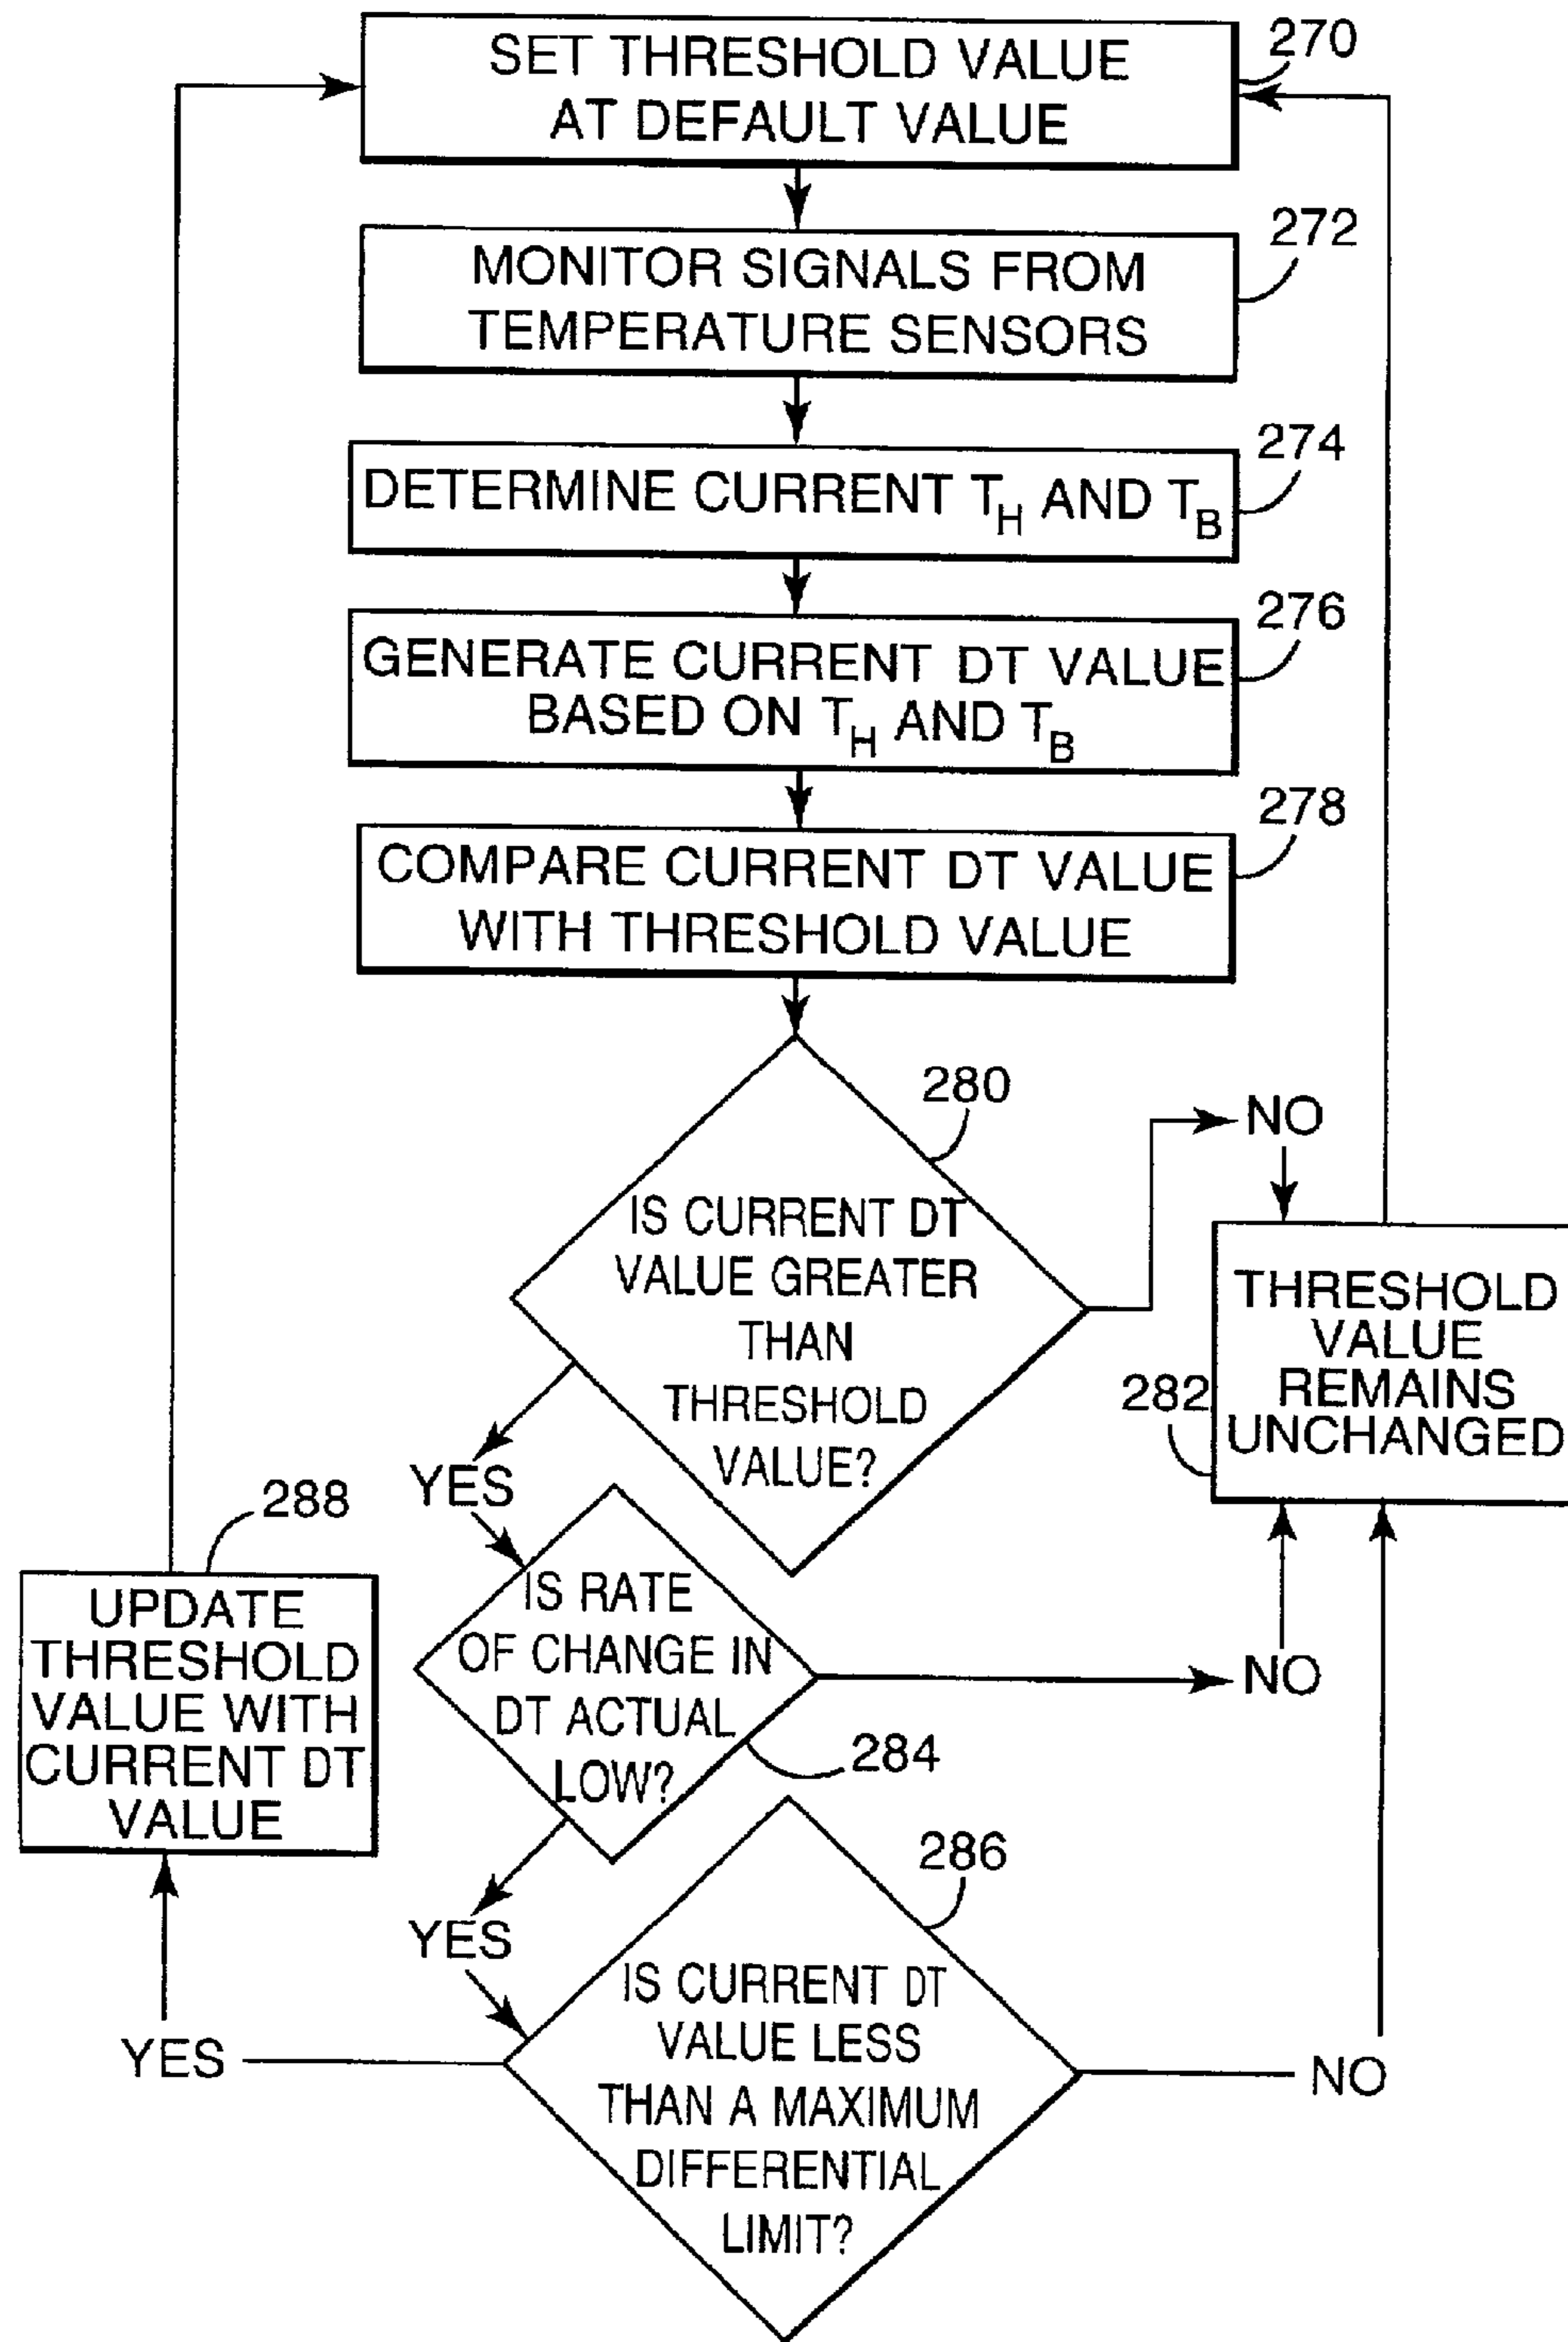 SET THRESHOLD VALUE
AT DEFAULT VALUE
270
MONITOR SIGNALS FROM
TEMPERATURE SENSORS
272
DETERMINE CURRENT T_H AND T_B
274
GENERATE CURRENT DT VALUE
BASED ON T_H AND T_B
276
COMPARE CURRENT DT VALUE
WITH THRESHOLD VALUE
278
280
IS CURRENT DT
VALUE GREATER
THAN
THRESHOLD
VALUE?
NO
THRESHOLD
VALUE
REMAINS
UNCHANGED
282
YES
IS RATE
OF CHANGE IN
DT ACTUAL
LOW?
284
NO
288
UPDATE
THRESHOLD
VALUE WITH
CURRENT DT
VALUE
YES
286
IS CURRENT DT
VALUE LESS
THAN A MAXIMUM
DIFFERENTIAL
LIMIT?
YES
NO